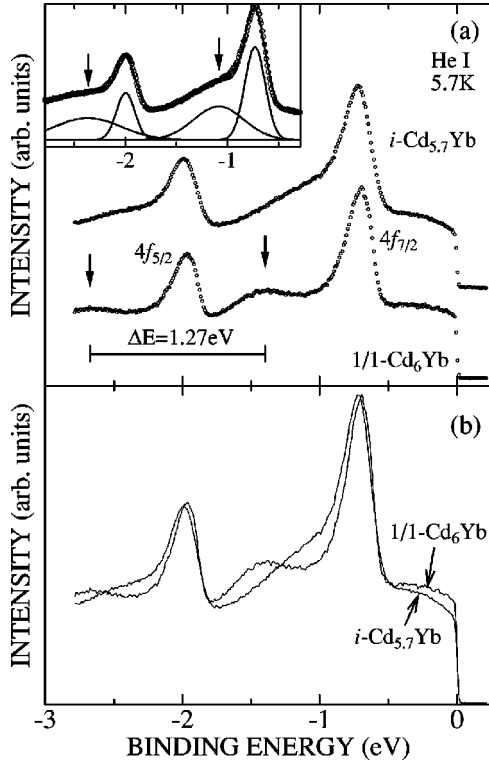 (a)
He I
5.7K
-2
-1
i-Cd5.7Yb
4f5/2
4f7/2
ΔE=1.27eV
1/1-Cd6Yb
INTENSITY (arb. units)
(b)
1/1-Cd6Yb
i-Cd5.7Yb
INTENSITY (arb. units)
-3
-2
-1
0
BINDING ENERGY (eV)